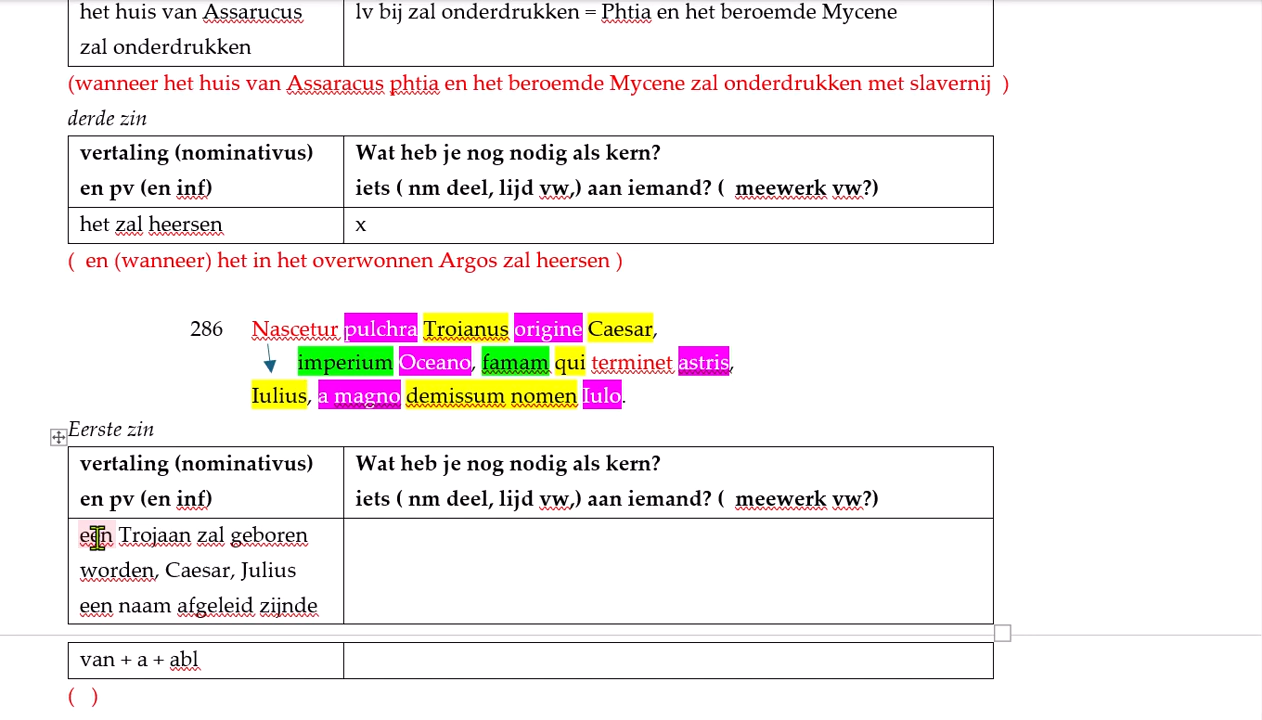 het huis van Assarucus
zal onderdrukken
lv bij zal onderdrukken = Phtia en het beroemde Mycene
(wanneer het huis van Assaracus phtia en het beroemde Mycene zal onderdrukken met slavernij )
derde zin
vertaling (nominativus)
en pv (en inf)
Wat heb je nog nodig als kern?
iets ( nm deel, lijd vw,) aan iemand? ( meewerk vw?)
het zal heersen
x
( en (wanneer) het in het overwonnen Argos zal heersen )
286 Nascetur pulchra Troianus origine Caesar,
imperium Oceano, famam qui terminet astris,
Iulius, a magno demissum nomen Iulo.
Eerste zin
vertaling (nominativus)
en pv (en inf)
Wat heb je nog nodig als kern?
iets ( nm deel, lijd vw,) aan iemand? ( meewerk vw?)
een Trojaan zal geboren
worden, Caesar, Julius
een naam afgeleid zijnde
van + a + abl
( )